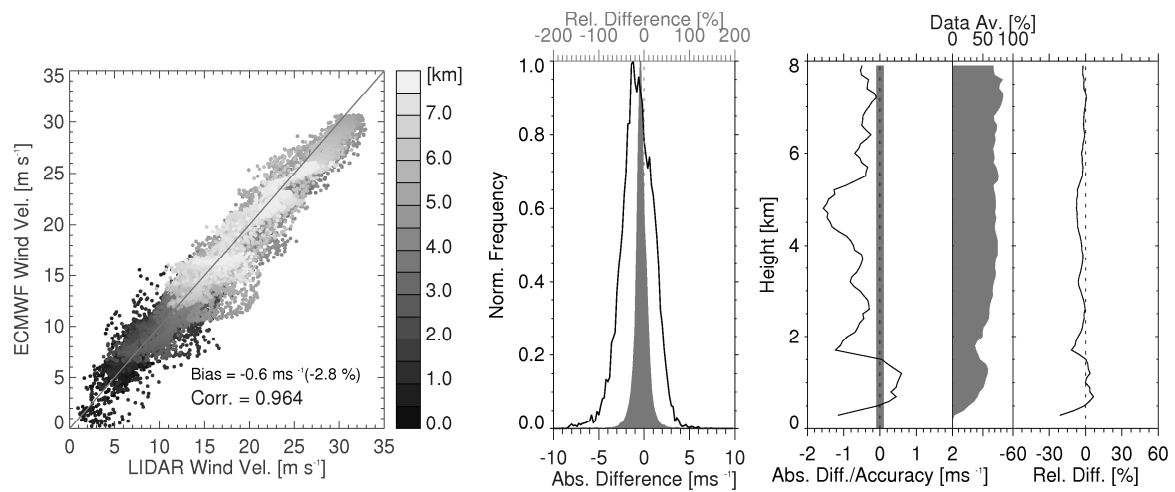 Rel. Difference [%]
-200 -100 0 100 200
Data Av. [%]
0 50 100
35
30
25
20
15
10
5
0
ECMWF Wind Vel. [m s⁻¹]
Bias = -0.6 ms⁻¹(-2.8 %)
Corr. = 0.964
0 5 10 15 20 25 30 35
LIDAR Wind Vel. [m s⁻¹]
[km]
7.0
6.0
5.0
4.0
3.0
2.0
1.0
0.0
1.0
0.8
0.6
0.4
0.2
0.0
Norm. Frequency
-10 -5 0 5 10
Abs. Difference [ms⁻¹]
8
6
4
2
0
Height [km]
-2 -1 0 1 2
Abs. Diff./Accuracy [ms⁻¹]
-60 -30 0 30 60
Rel. Diff. [%]